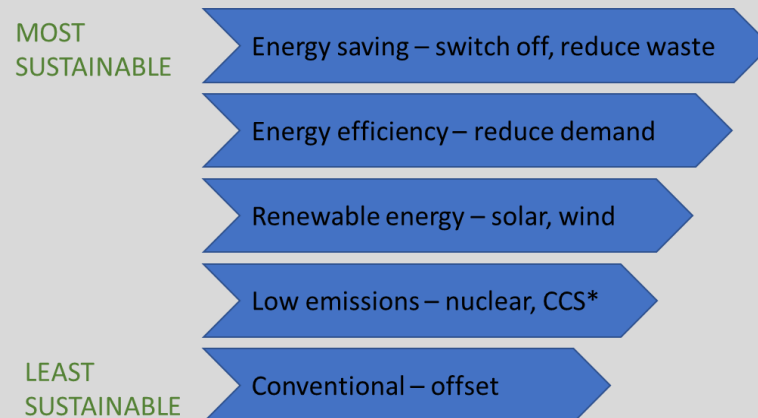 MOST
SUSTAINABLE
Energy saving – switch off, reduce waste
Energy efficiency – reduce demand
Renewable energy – solar, wind
Low emissions – nuclear, CCS*
LEAST
SUSTAINABLE
Conventional – offset